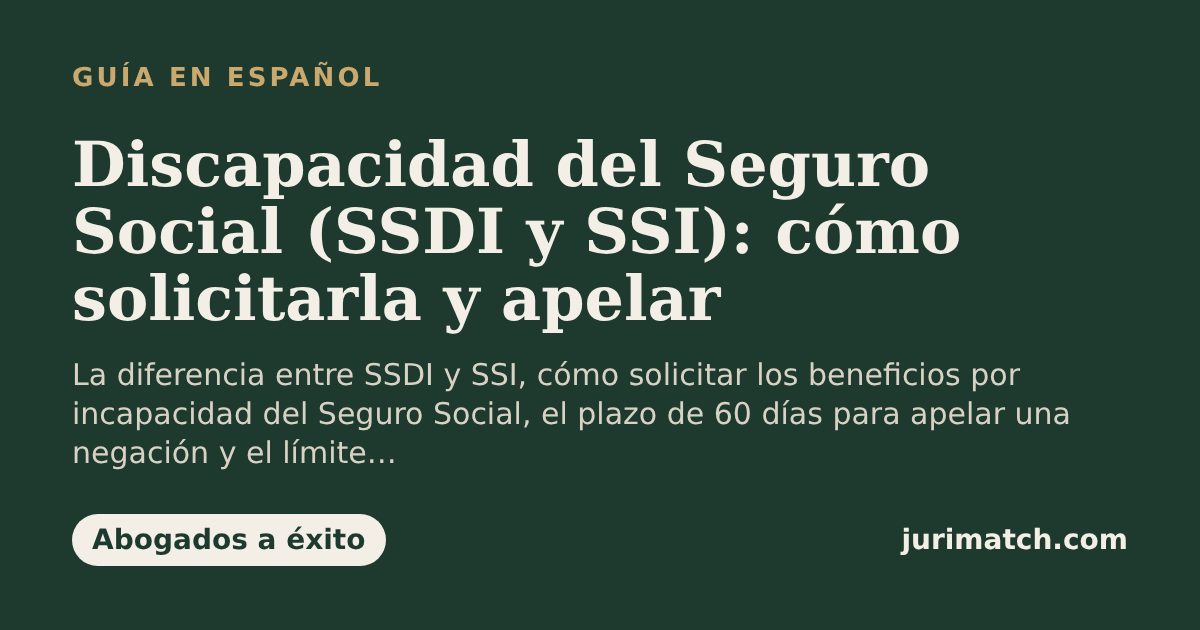 GUÍA EN ESPAÑOL
Discapacidad del Seguro
Social (SSDI y SSI): cómo
solicitarla y apelar
La diferencia entre SSDI y SSI, cómo solicitar los beneficios por
incapacidad del Seguro Social, el plazo de 60 días para apelar una
negación y el límite…
Abogados a éxito
jurimatch.com